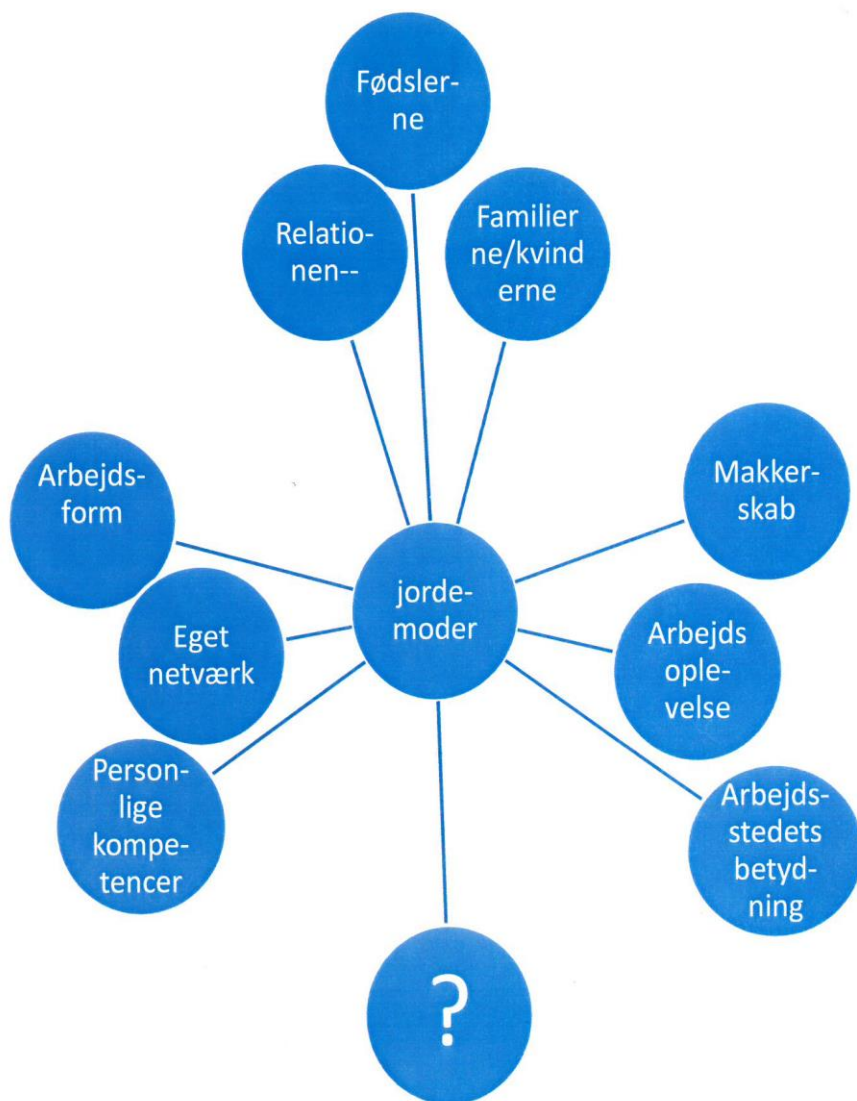 Fødsler-
ne
Relatio-
nen--
Familier
ne/kvind
erne
Arbejds-
form
Makker-
skab
jorde-
moder
Eget
netværk
Arbejds
ople-
velse
Person-
lige
kompe-
tencer
Arbejds-
stedets
betyd-
ning
?